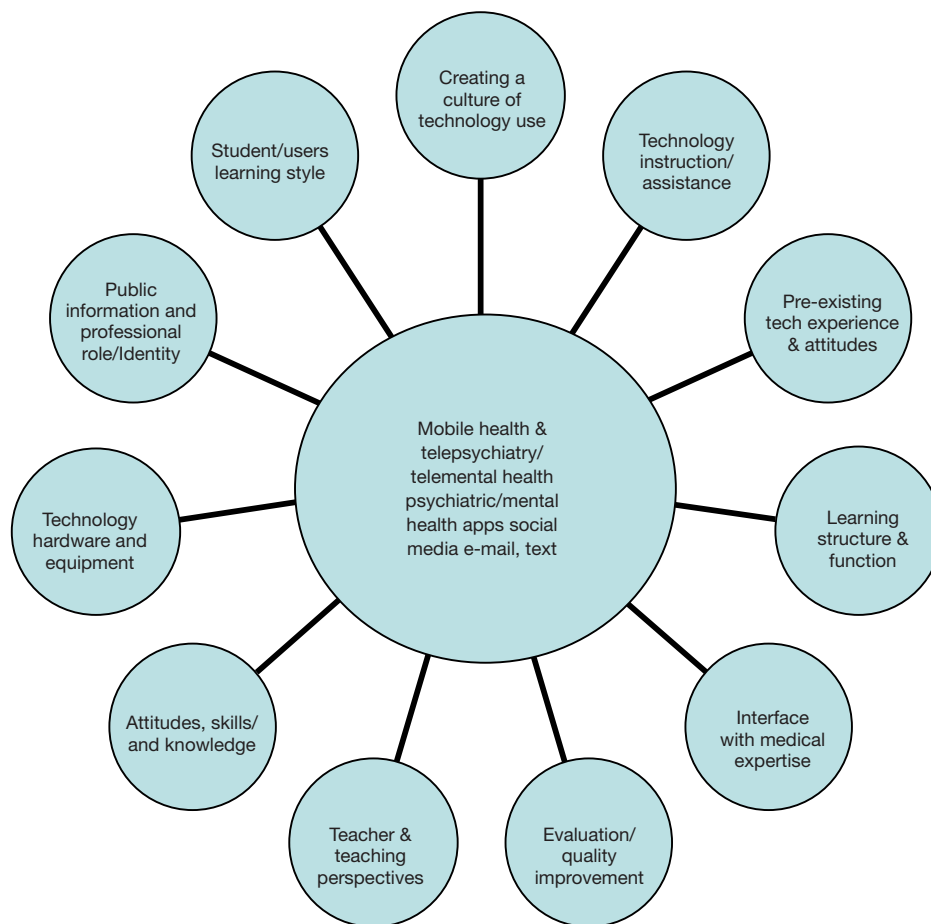 Creating a
culture of
technology use
Technology
instruction/
assistance
Pre-existing
tech experience
& attitudes
Learning
structure &
function
Interface
with medical
expertise
Evaluation/
quality
improvement
Teacher &
teaching
perspectives
Attitudes, skills/
and knowledge
Technology
hardware and
equipment
Public
information and
professional
role/Identity
Student/users
learning style
Mobile health &
telepsychiatry/
telemental health
psychiatric/mental
health apps social
media e-mail, text